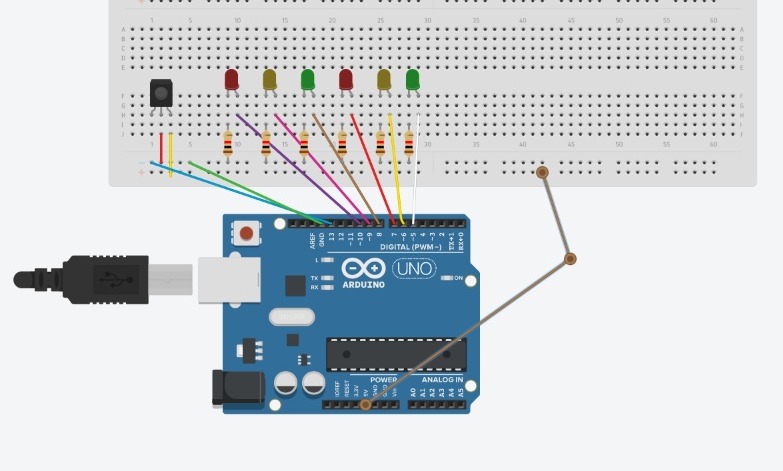 1 5 10 15 20 25 30 35 40 45 50 55 60
A A
B B
C C
D D
E E
F F
G G
H H
I I
J J
1 5 10 15 20 25 30 35 40 45 50 55 60
AREF
GND
13
12
~11
~10
~9
8
7
~6
~5
4
~3
2
TX→1
RX←0
DIGITAL (PWM~)
L
TX
RX
UNO
ON
ARDUINO
POWER
ANALOG IN
IOREF
RESET
3.3V
5V
GND
GND
Vin
A0
A1
A2
A3
A4
A5